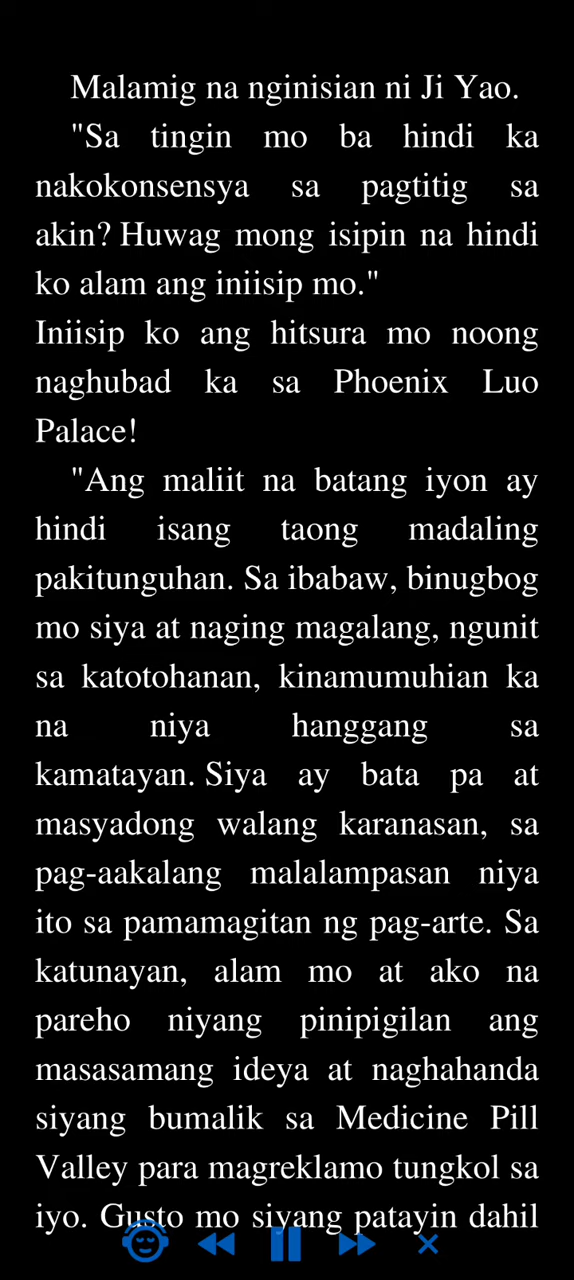 Malamig na nginisian ni Ji Yao.
"Sa tingin mo ba hindi ka
nakokonsensya sa pagtitig sa
akin? Huwag mong isipin na hindi
ko alam ang iniisip mo."
Iniisip ko ang hitsura mo noong
naghubad ka sa Phoenix Luo
Palace!
"Ang maliit na batang iyon ay
hindi isang taong madaling
pakitunguhan. Sa ibabaw, binugbog
mo siya at naging magalang, ngunit
sa katotohanan, kinamumuhian ka
na niya hanggang sa
kamatayan. Siya ay bata pa at
masyadong walang karanasan, sa
pag-aakalang malalampasan niya
ito sa pamamagitan ng pag-arte. Sa
katunayan, alam mo at ako na
pareho niyang pinipigilan ang
masasamang ideya at naghahanda
siyang bumalik sa Medicine Pill
Valley para magreklamo tungkol sa
iyo. Gusto mo siyang patayin dahil